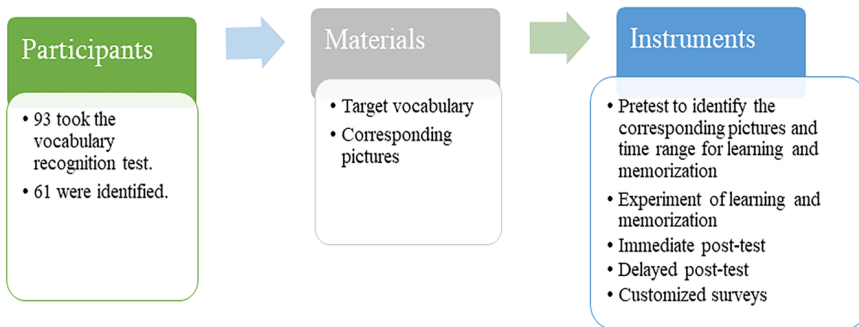 Participants
• 93 took the
vocabulary
recognition test.
• 61 were identified.
Materials
• Target vocabulary
• Corresponding
pictures
Instruments
• Pretest to identify the
corresponding pictures and
time range for learning and
memorization
• Experiment of learning and
memorization
• Immediate post-test
• Delayed post-test
• Customized surveys